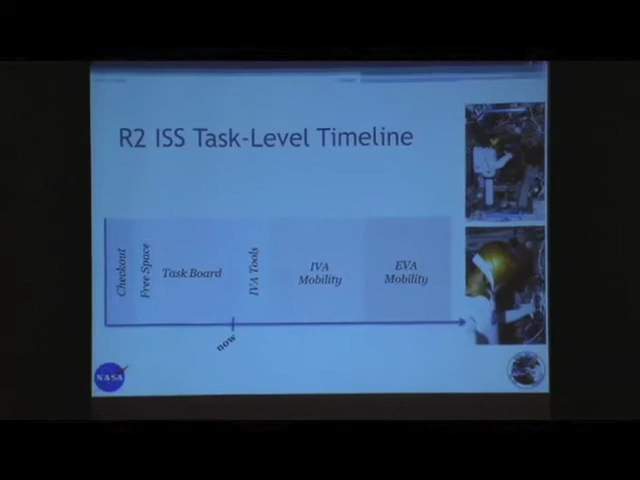 R2 ISS Task-Level Timeline
Checkout
Free Space
Task Board
IVA Tools
IVA
Mobility
EVA
Mobility
now
NASA